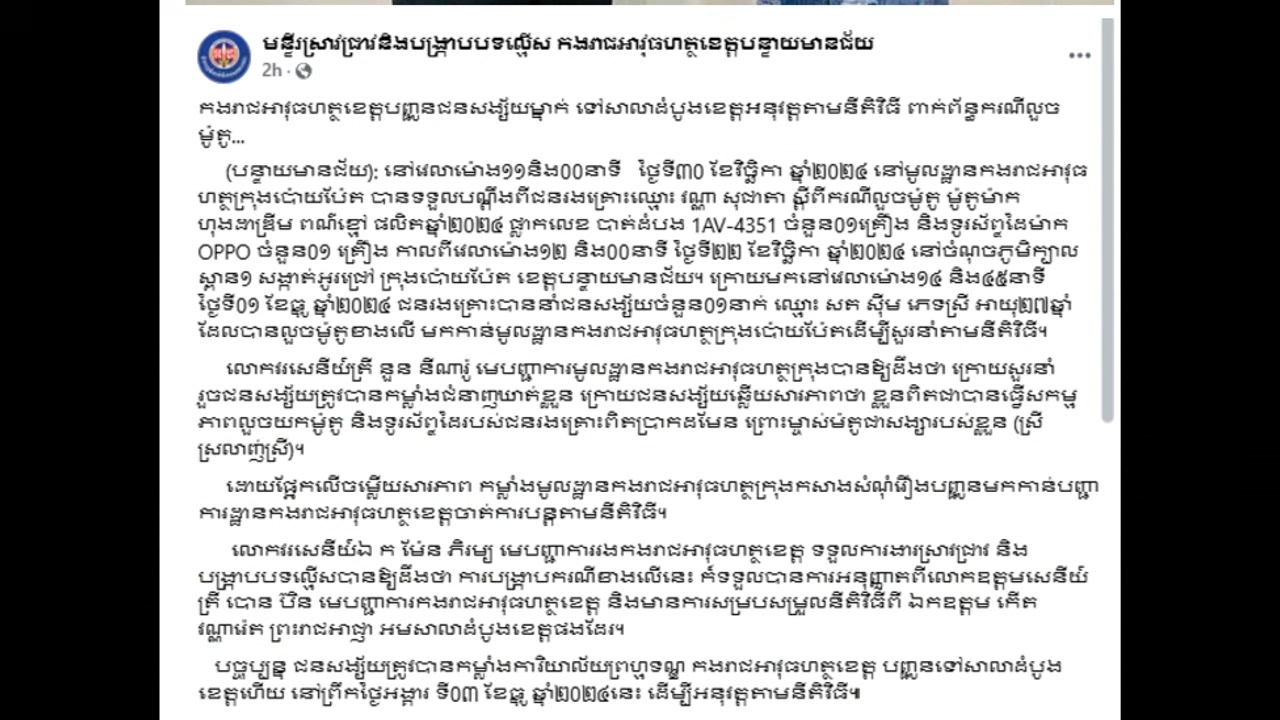 មន្ទីរស្រាវជ្រាវនិងបង្ក្រាបបទល្មើស កងរាជអាវុធហត្ថខេត្តបន្ទាយមានជ័យ
2h ·
កងរាជអាវុធហត្ថខេត្តបញ្ជូនជនសង្ស័យម្នាក់ ទៅសាលាដំបូងខេត្តអនុវត្តតាមនីតិវិធី ពាក់ព័ន្ធករណីលួច
ម៉ូតូ...
(បន្ទាយមានជ័យ): នៅវេលាម៉ោង១១និង00នាទី ថ្ងៃទី៣0 ខែវិច្ឆិកា ឆ្នាំ២០២៤ នៅមូលដ្ឋានកងរាជអាវុធ
ហត្ថក្រុងប៉ោយប៉ែត បានទទួលបណ្តឹងពីជនរងគ្រោះឈ្មោះ វណ្ណា សុជាតា ស្តីពីករណីលួចម៉ូតូ ម៉ូតូម៉ាក
ហុងដាឌ្រីម ពណ៍ខ្មៅ ផលិតឆ្នាំ២០២៤ ផ្លាកលេខ បាត់ដំបង 1AV-4351 ចំនួន0១គ្រឿង និងទូរស័ព្ទដៃម៉ាក
OPPO ចំនួន0១ គ្រឿង កាលពីវេលាម៉ោង១២ និង00នាទី ថ្ងៃទី២២ ខែវិច្ឆិកា ឆ្នាំ២០២៤ នៅចំណុចភូមិក្បាល
ស្ពាន១ សង្កាត់អូរជ្រៅ ក្រុងប៉ោយប៉ែត ខេត្តបន្ទាយមានជ័យ។ ក្រោយមកនៅវេលាម៉ោង១៤ និង៤៥នាទី
ថ្ងៃទី0១ ខែធ្នូ ឆ្នាំ២០២៤ ជនរងគ្រោះបាននាំជនសង្ស័យចំនួន0១នាក់ ឈ្មោះ សត ស៊ីម ភេទស្រី អាយុ២៧ឆ្នាំ
ដែលបានលួចម៉ូតូខាងលើ មកកាន់មូលដ្ឋានកងរាជអាវុធហត្ថក្រុងប៉ោយប៉ែតដើម្បីសួរនាំតាមនីតិវិធី។
លោកវរសេនីយ៍ត្រី នួន នីណារ៉ូ មេបញ្ជាការមូលដ្ឋានកងរាជអាវុធហត្ថក្រុងបានឱ្យដឹងថា ក្រោយសួរនាំ
រួចជនសង្ស័យត្រូវបានកម្លាំងជំនាញឃាត់ខ្លួន ក្រោយជនសង្ស័យឆ្លើយសារភាពថា ខ្លួនពិតជាបានធ្វើសកម្ម
ភាពលួចយកម៉ូតូ និងទូរស័ព្ទដៃរបស់ជនរងគ្រោះពិតប្រាកដមែន ព្រោះម្ចាស់ម៉តូជាសង្សាររបស់ខ្លួន (ស្រី
ស្រលាញ់ស្រី)។
ដោយផ្អែកលើចម្លើយសារភាព កម្លាំងមូលដ្ឋានកងរាជអាវុធហត្ថក្រុងកសាងសំណុំរឿងបញ្ជូនមកកាន់បញ្ជា
ការដ្ឋានកងរាជអាវុធហត្ថខេត្តចាត់ការបន្តតាមនីតិវិធី។
លោកវរសេនីយ៍ឯ ក ម៉ែន ភិរម្យ មេបញ្ជាការរងកងរាជអាវុធហត្ថខេត្ត ទទួលការងារស្រាវជ្រាវ និង
បង្ក្រាបបទល្មើសបានឱ្យដឹងថា ការបង្ក្រាបករណីខាងលើនេះ ក៍ទទួលបានការអនុញ្ញាតពីលោកឧត្តមសេនីយ៍
ត្រី បោន ប៊ិន មេបញ្ជាការកងរាជអាវុធហត្ថខេត្ត និងមានការសម្របសម្រួលនីតិវិធីពី ឯកឧត្តម កើត
វណ្ណារ៉េត ព្រះរាជអាជ្ញា អមសាលាដំបូងខេត្តផងដែរ។
បច្ចុប្បន្ន ជនសង្ស័យត្រូវបានកម្លាំងការិយាល័យព្រហ្មទណ្ឌ កងរាជអាវុធហត្ថខេត្ត បញ្ជូនទៅសាលាដំបូង
ខេត្តហើយ នៅព្រឹកថ្ងៃអង្គារ ទី0៣ ខែធ្នូ ឆ្នាំ២០២៤នេះ ដើម្បីអនុវត្តតាមនីតិវិធី៕